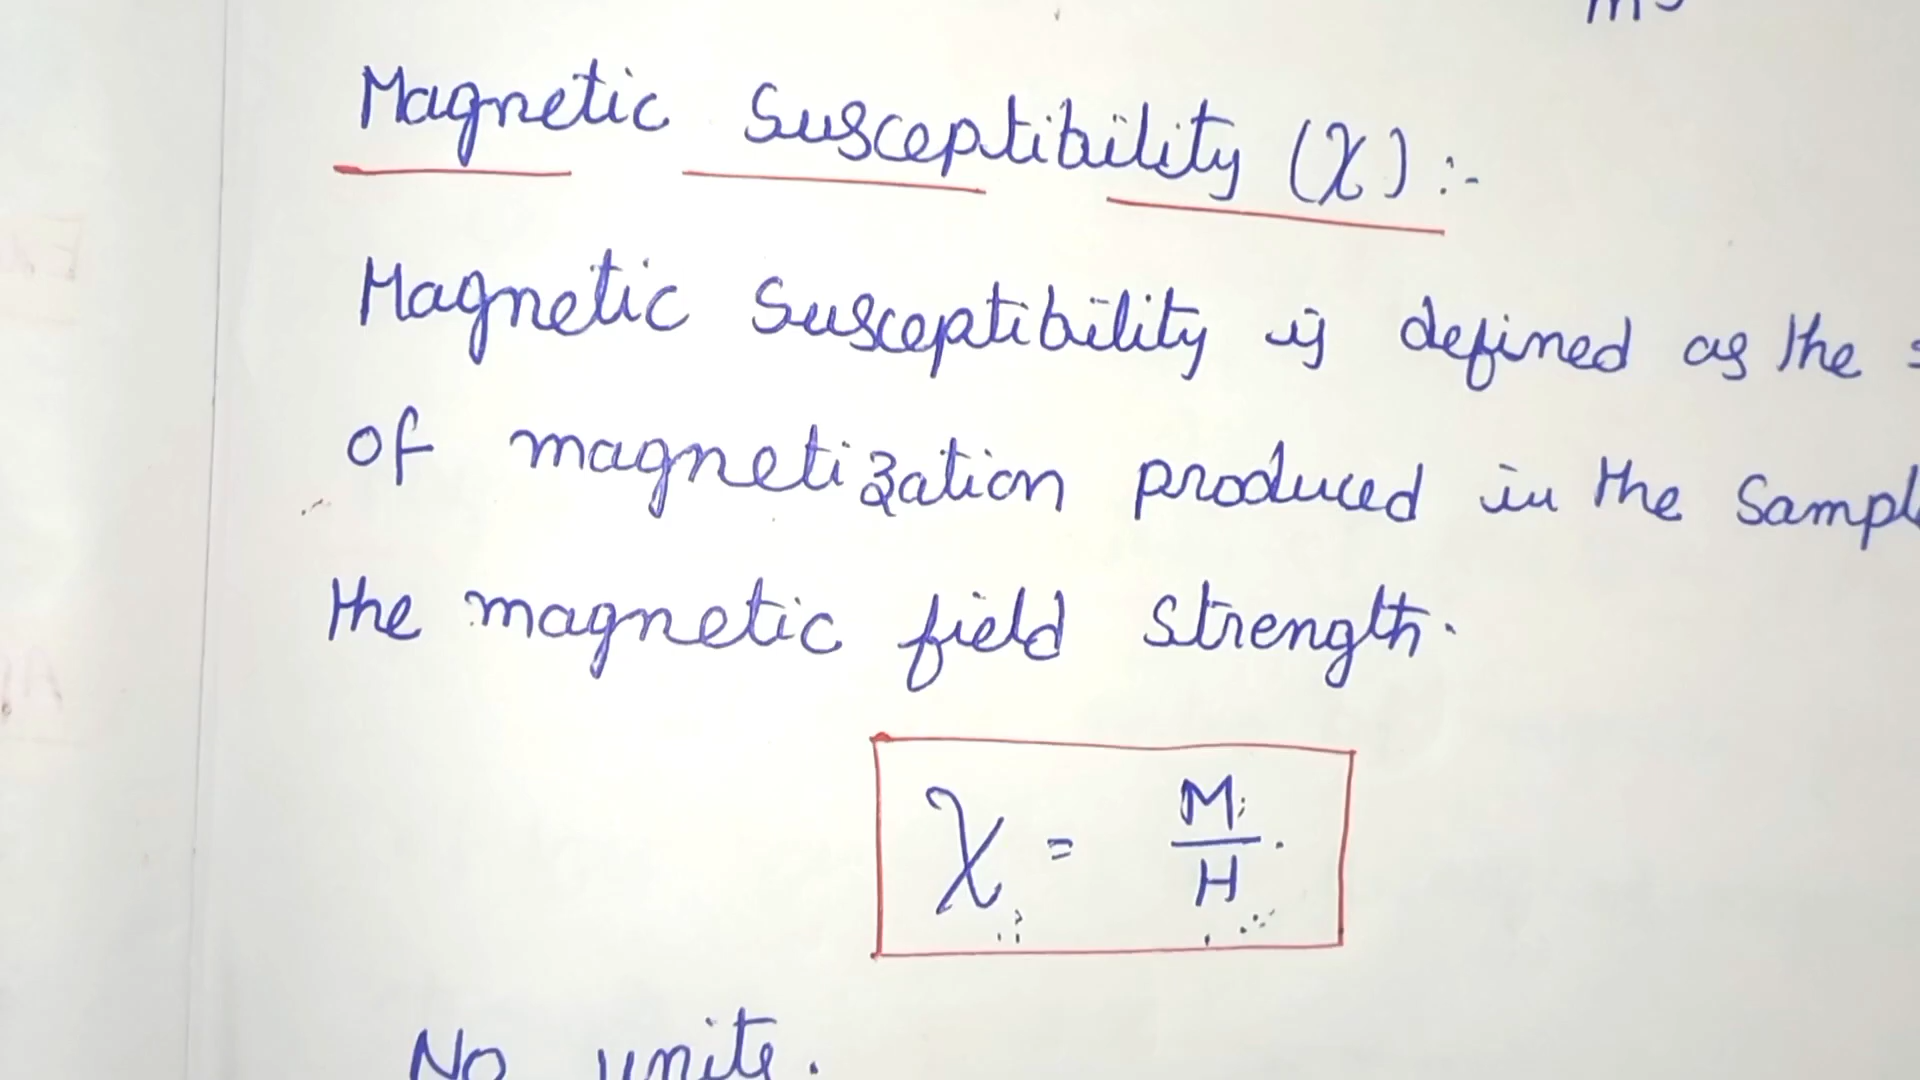 Magnetic Susceptibility (χ) :-
Magnetic Susceptibility is defined as the
of magnetization produced in the Sampl
the magnetic field strength.
χ = M/H.
No units.